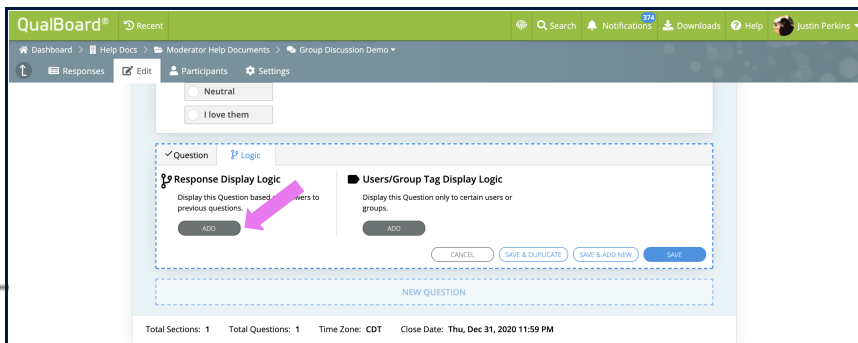 QualBoard® Recent Search Notifications 374 Downloads Help Justin Perkins
Dashboard > Help Docs > Moderator Help Documents > Group Discussion Demo
Responses Edit Participants Settings
Neutral
I love them
Question Logic
Response Display Logic
Display this Question based
previous questions.
ADD
Users/Group Tag Display Logic
Display this Question only to certain users or
groups.
ADD
CANCEL SAVE & DUPLICATE SAVE & ADD NEW SAVE
NEW QUESTION
Total Sections: 1 Total Questions: 1 Time Zone: CDT Close Date: Thu, Dec 31, 2020 11:59 PM